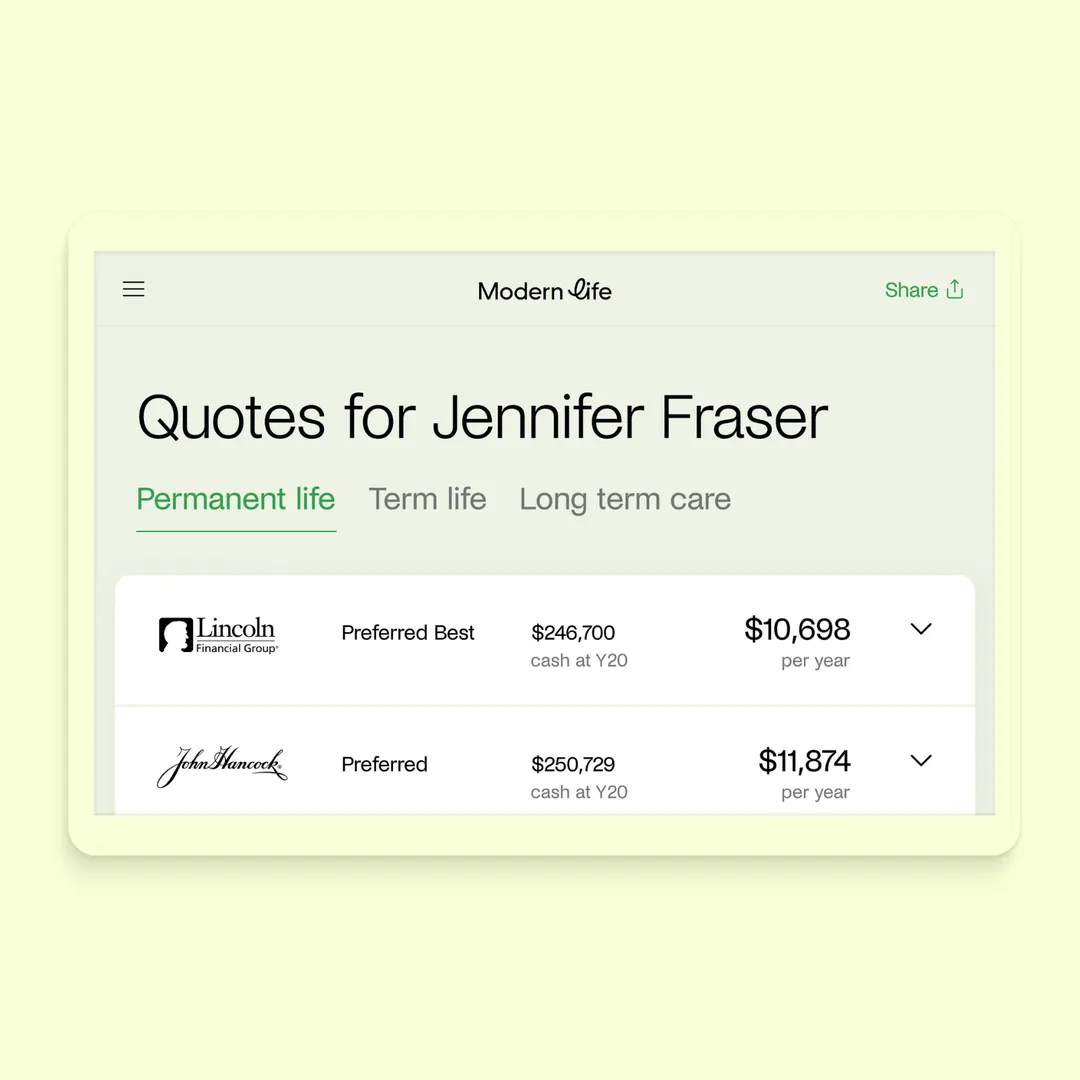 Modern life
Share
Quotes for Jennifer Fraser
Permanent life Term life Long term care
Lincoln
Financial Group®
Preferred Best
$246,700
cash at Y20
$10,698
per year
John Hancock®
Preferred
$250,729
cash at Y20
$11,874
per year